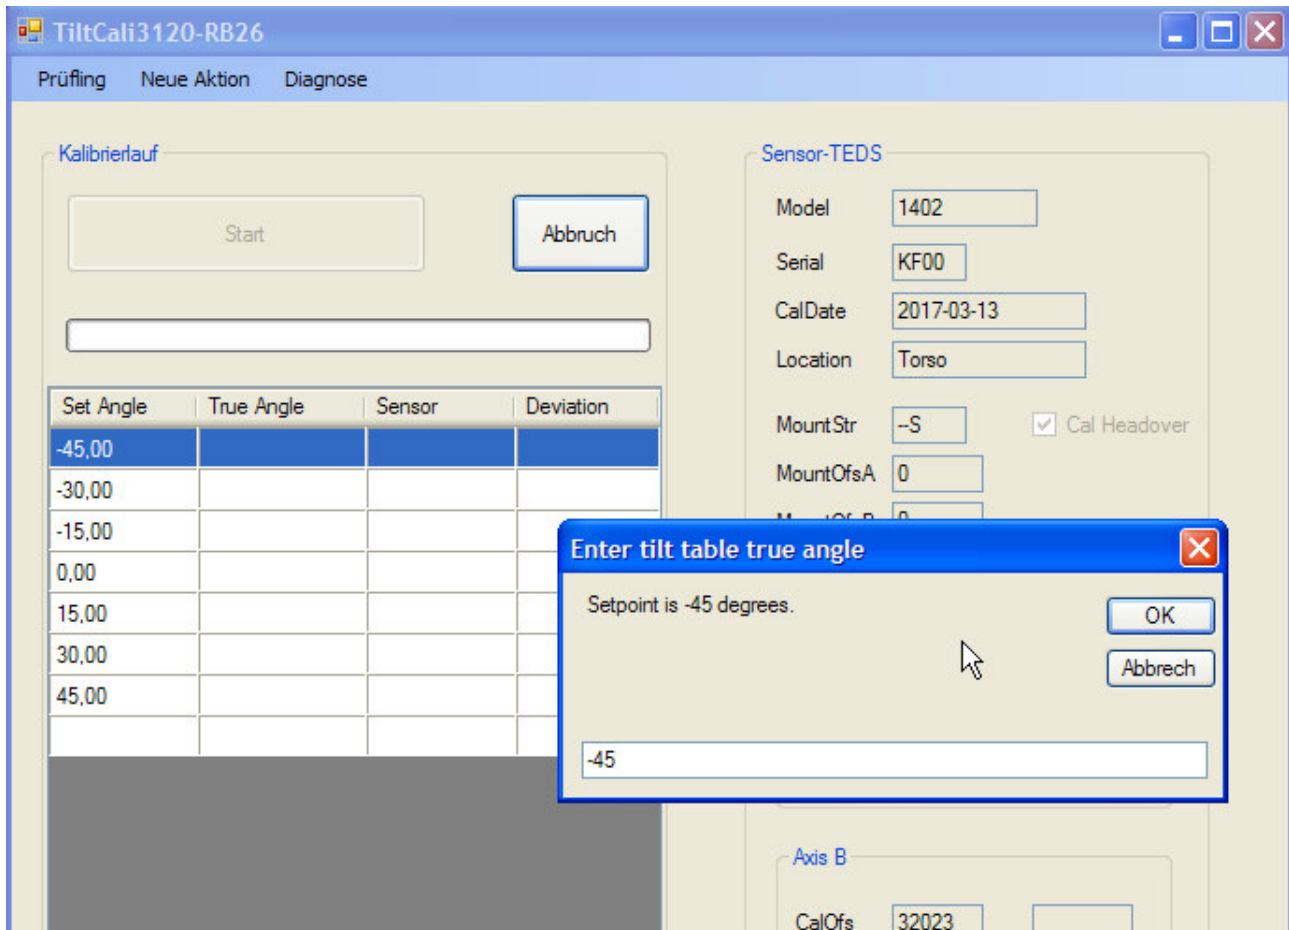 TiltCali3120-RB26
Prüfling Neue Aktion Diagnose
Kalibrierlauf
Start Abbruch
Set Angle True Angle Sensor Deviation
-45,00
-30,00
-15,00
0,00
15,00
30,00
45,00
Sensor-TEDS
Model 1402
Serial KF00
CalDate 2017-03-13
Location Torso
MountStr --S Cal Headover
MountOfsA 0
Enter tilt table true angle
Setpoint is -45 degrees.
OK
Abbrech
-45
Axis B
CalOfs 32023